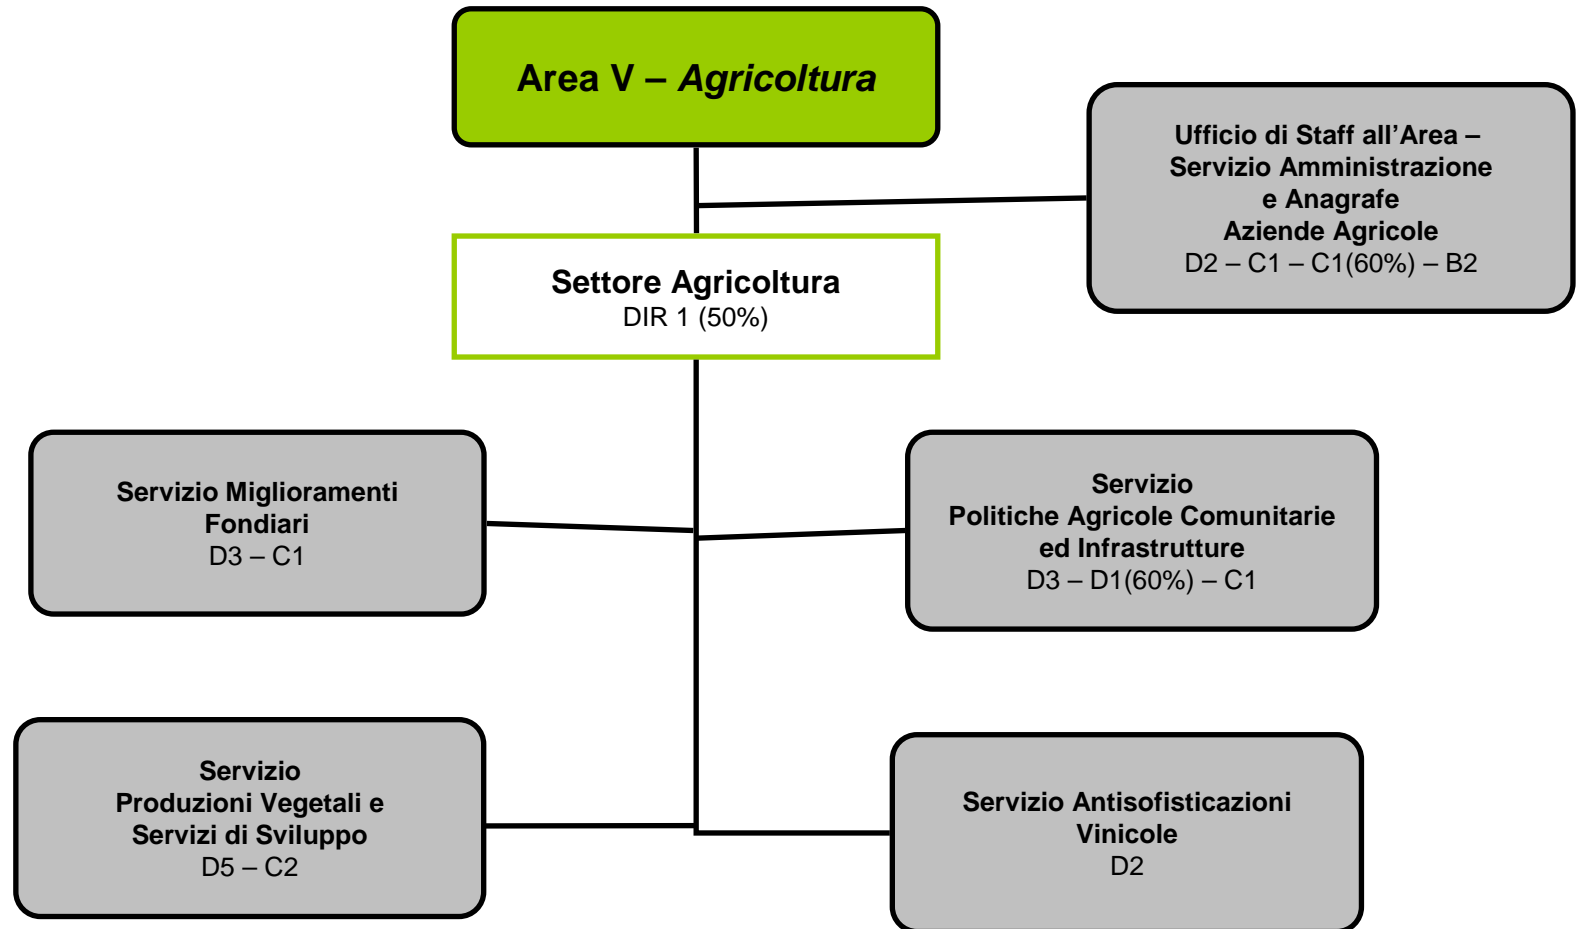 Area V – Agricoltura
Ufficio di Staff all’Area –
Servizio Amministrazione
e Anagrafe
Aziende Agricole
D2 – C1 – C1(60%) – B2
Settore Agricoltura
DIR 1 (50%)
Servizio Miglioramenti
Fondiari
D3 – C1
Servizio
Politiche Agricole Comunitarie
ed Infrastrutture
D3 – D1(60%) – C1
Servizio
Produzioni Vegetali e
Servizi di Sviluppo
D5 – C2
Servizio Antisofisticazioni
Vinicole
D2